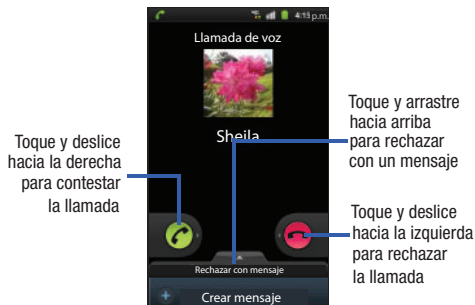 4:13 p.m.
Llamada de voz
Sheila
Toque y deslice
hacia la derecha
para contestar
la llamada
Toque y arrastre
hacia arriba
para rechazar
con un mensaje
Toque y deslice
hacia la izquierda
para rechazar
la llamada
Rechazar con mensaje
Crear mensaje